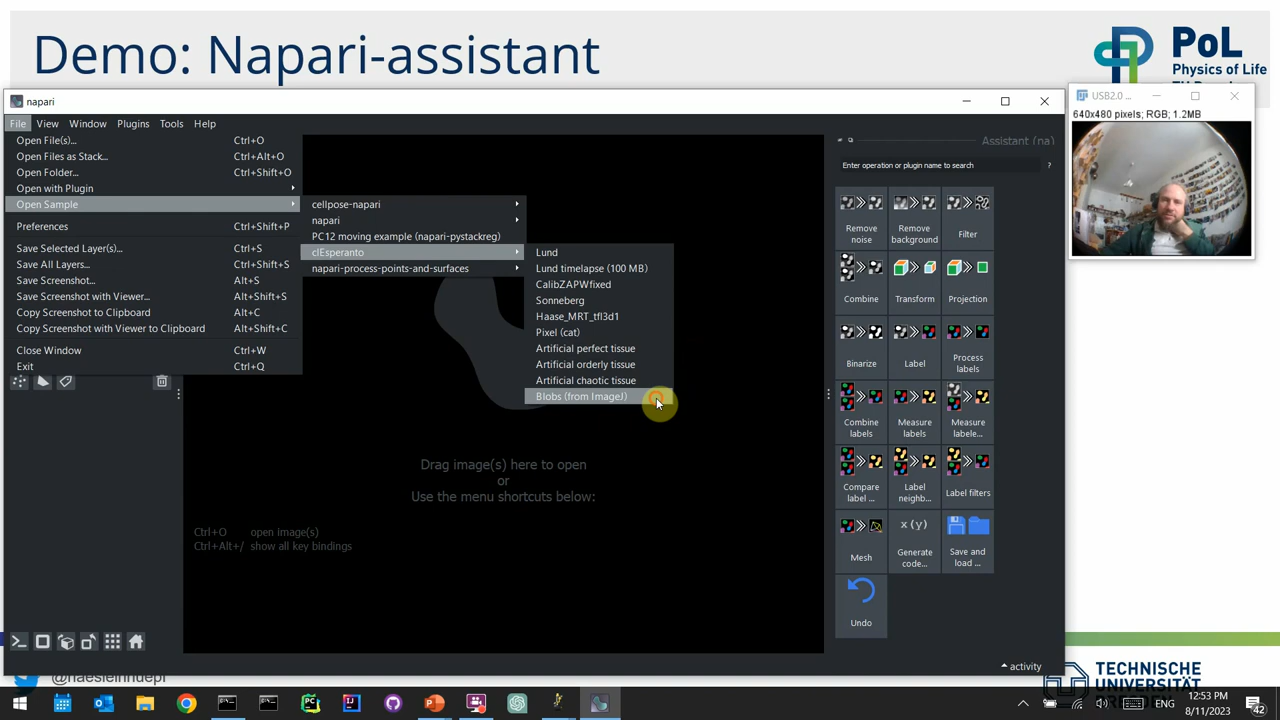 Demo: Napari-assistant
PoL
Physics of Life
napari
File View Window Plugins Tools Help
Open File(s)... Ctrl+O
Open Files as Stack... Ctrl+Alt+O
Open Folder... Ctrl+Shift+O
Open with Plugin
Open Sample
Preferences Ctrl+Shift+P
Save Selected Layer(s)... Ctrl+S
Save All Layers... Ctrl+Shift+S
Save Screenshot... Alt+S
Save Screenshot with Viewer... Alt+Shift+S
Copy Screenshot to Clipboard Alt+C
Copy Screenshot with Viewer to Clipboard Alt+Shift+C
Close Window Ctrl+W
Exit Ctrl+Q
cellpose-napari
napari
PC12 moving example (napari-pystackreg)
clEsperanto
napari-process-points-and-surfaces
Lund
Lund timelapse (100 MB)
CalibZAPWfixed
Sonneberg
Haase_MRT_tfl3d1
Pixel (cat)
Artificial perfect tissue
Artificial orderly tissue
Artificial chaotic tissue
Blobs (from ImageJ)
Drag image(s) here to open
or
Use the menu shortcuts below:
Ctrl+O open image(s)
Ctrl+Alt+/ show all key bindings
Assistant (na)
Enter operation or plugin name to search ?
Remove noise
Remove background
Filter
Combine
Transform
Projection
Binarize
Label
Process labels
Combine labels
Measure labels
Measure labele...
Compare label ...
Label neighb...
Label filters
Mesh
x(y)
Generate code...
Save and load ...
Undo
activity
USB2.0 ...
640x480 pixels; RGB; 1.2MB
TECHNISCHE
UNIVERSITÄT
ENG
12:53 PM
8/11/2023
42